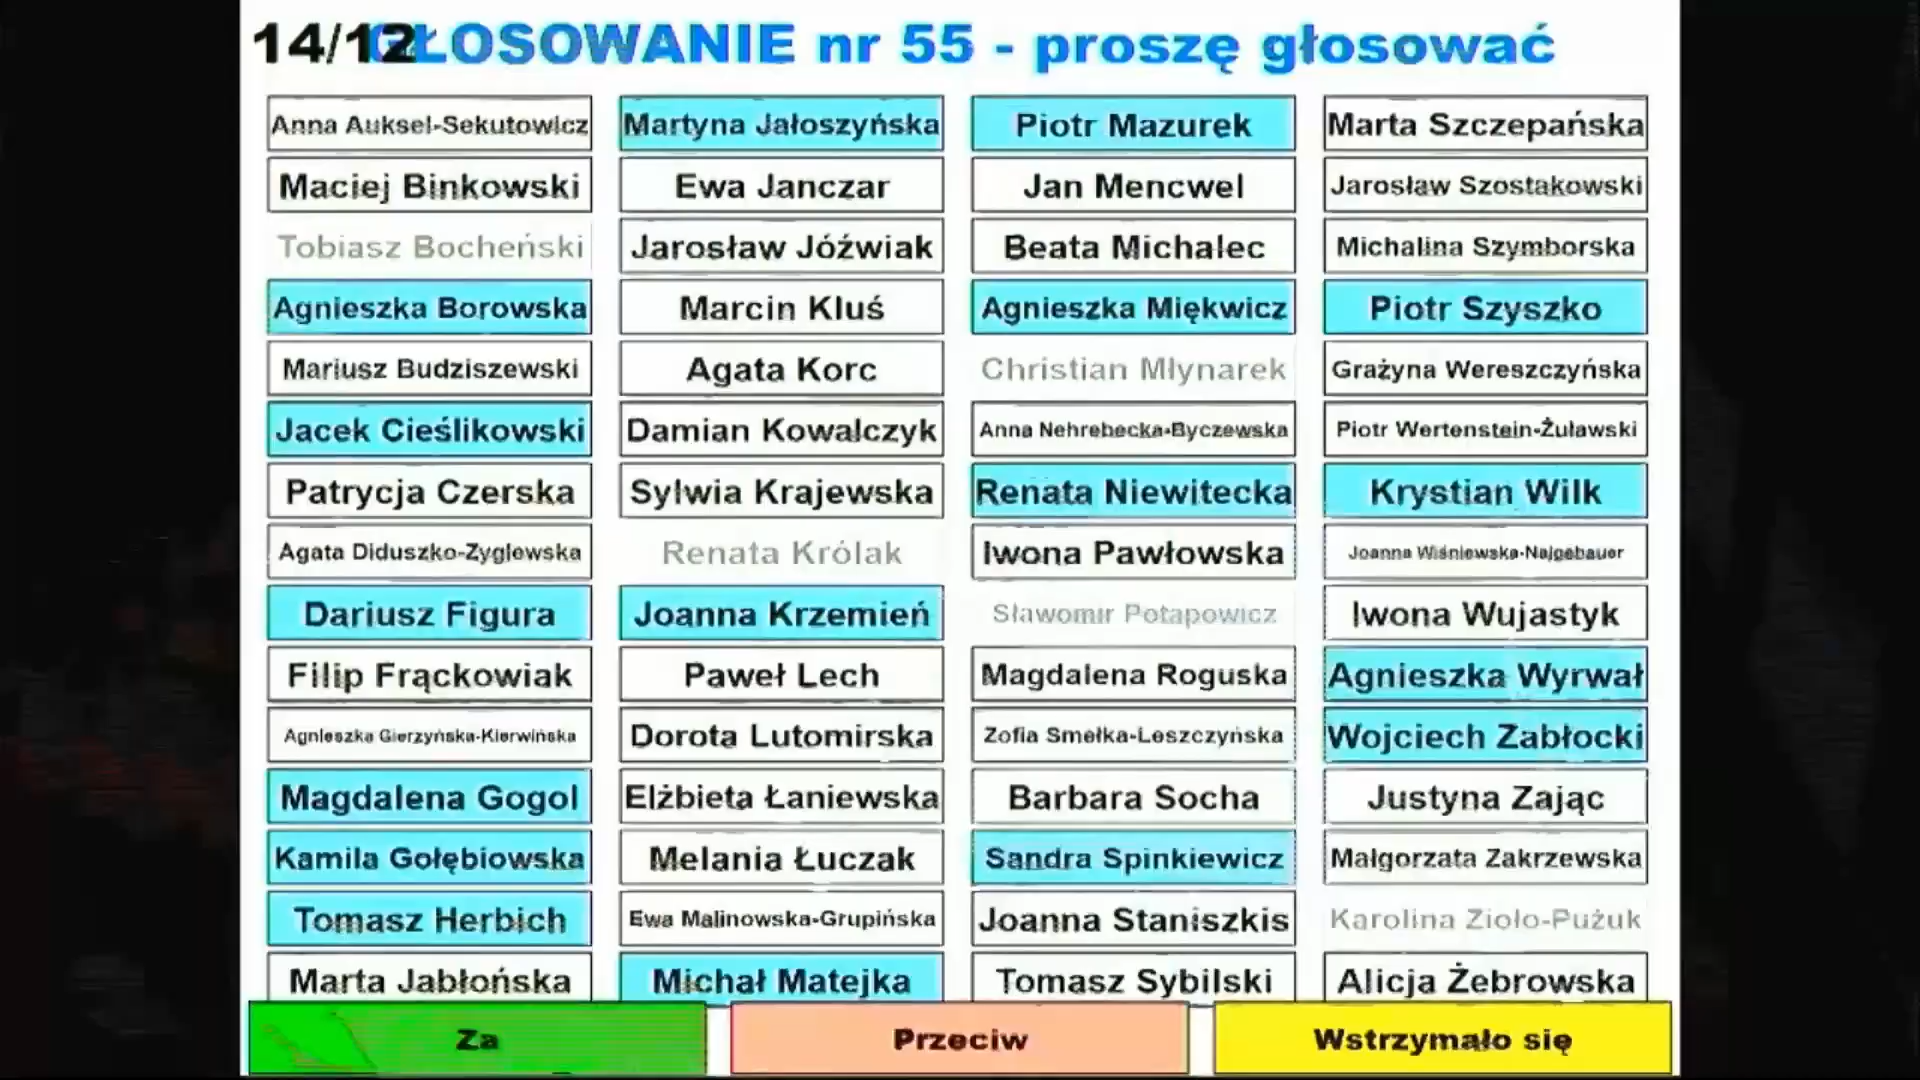 14/12 GŁOSOWANIE nr 55 - proszę głosować
Anna Auksel-Sekutowicz
Maciej Binkowski
Tobiasz Bocheński
Agnieszka Borowska
Mariusz Budziszewski
Jacek Cieślikowski
Patrycja Czerska
Agata Diduszko-Zyglewska
Dariusz Figura
Filip Frąckowiak
Agnieszka Gierzyńska-Kierwińska
Magdalena Gogol
Kamila Gołębiowska
Tomasz Herbich
Marta Jabłońska
Martyna Jałoszyńska
Ewa Janczar
Jarosław Jóźwiak
Marcin Kluś
Agata Korc
Damian Kowalczyk
Sylwia Krajewska
Renata Królak
Joanna Krzemień
Paweł Lech
Dorota Lutomirska
Elżbieta Łaniewska
Melania Łuczak
Ewa Malinowska-Grupińska
Michał Matejka
Piotr Mazurek
Jan Mencwel
Beata Michalec
Agnieszka Miękwicz
Christian Młynarek
Anna Nehrebecka-Byczewska
Renata Niewitecka
Iwona Pawłowska
Sławomir Potapowicz
Magdalena Roguska
Zofia Smełka-Leszczyńska
Barbara Socha
Sandra Spinkiewicz
Joanna Staniszkis
Tomasz Sybilski
Marta Szczepańska
Jarosław Szostakowski
Michalina Szymborska
Piotr Szyszko
Grażyna Wereszczyńska
Piotr Wertenstein-Żuławski
Krystian Wilk
Joanna Wiśniewska-Najgebauer
Iwona Wujastyk
Agnieszka Wyrwał
Wojciech Zabłocki
Justyna Zając
Małgorzata Zakrzewska
Karolina Zioło-Pużuk
Alicja Żebrowska
Za
Przeciw
Wstrzymało się